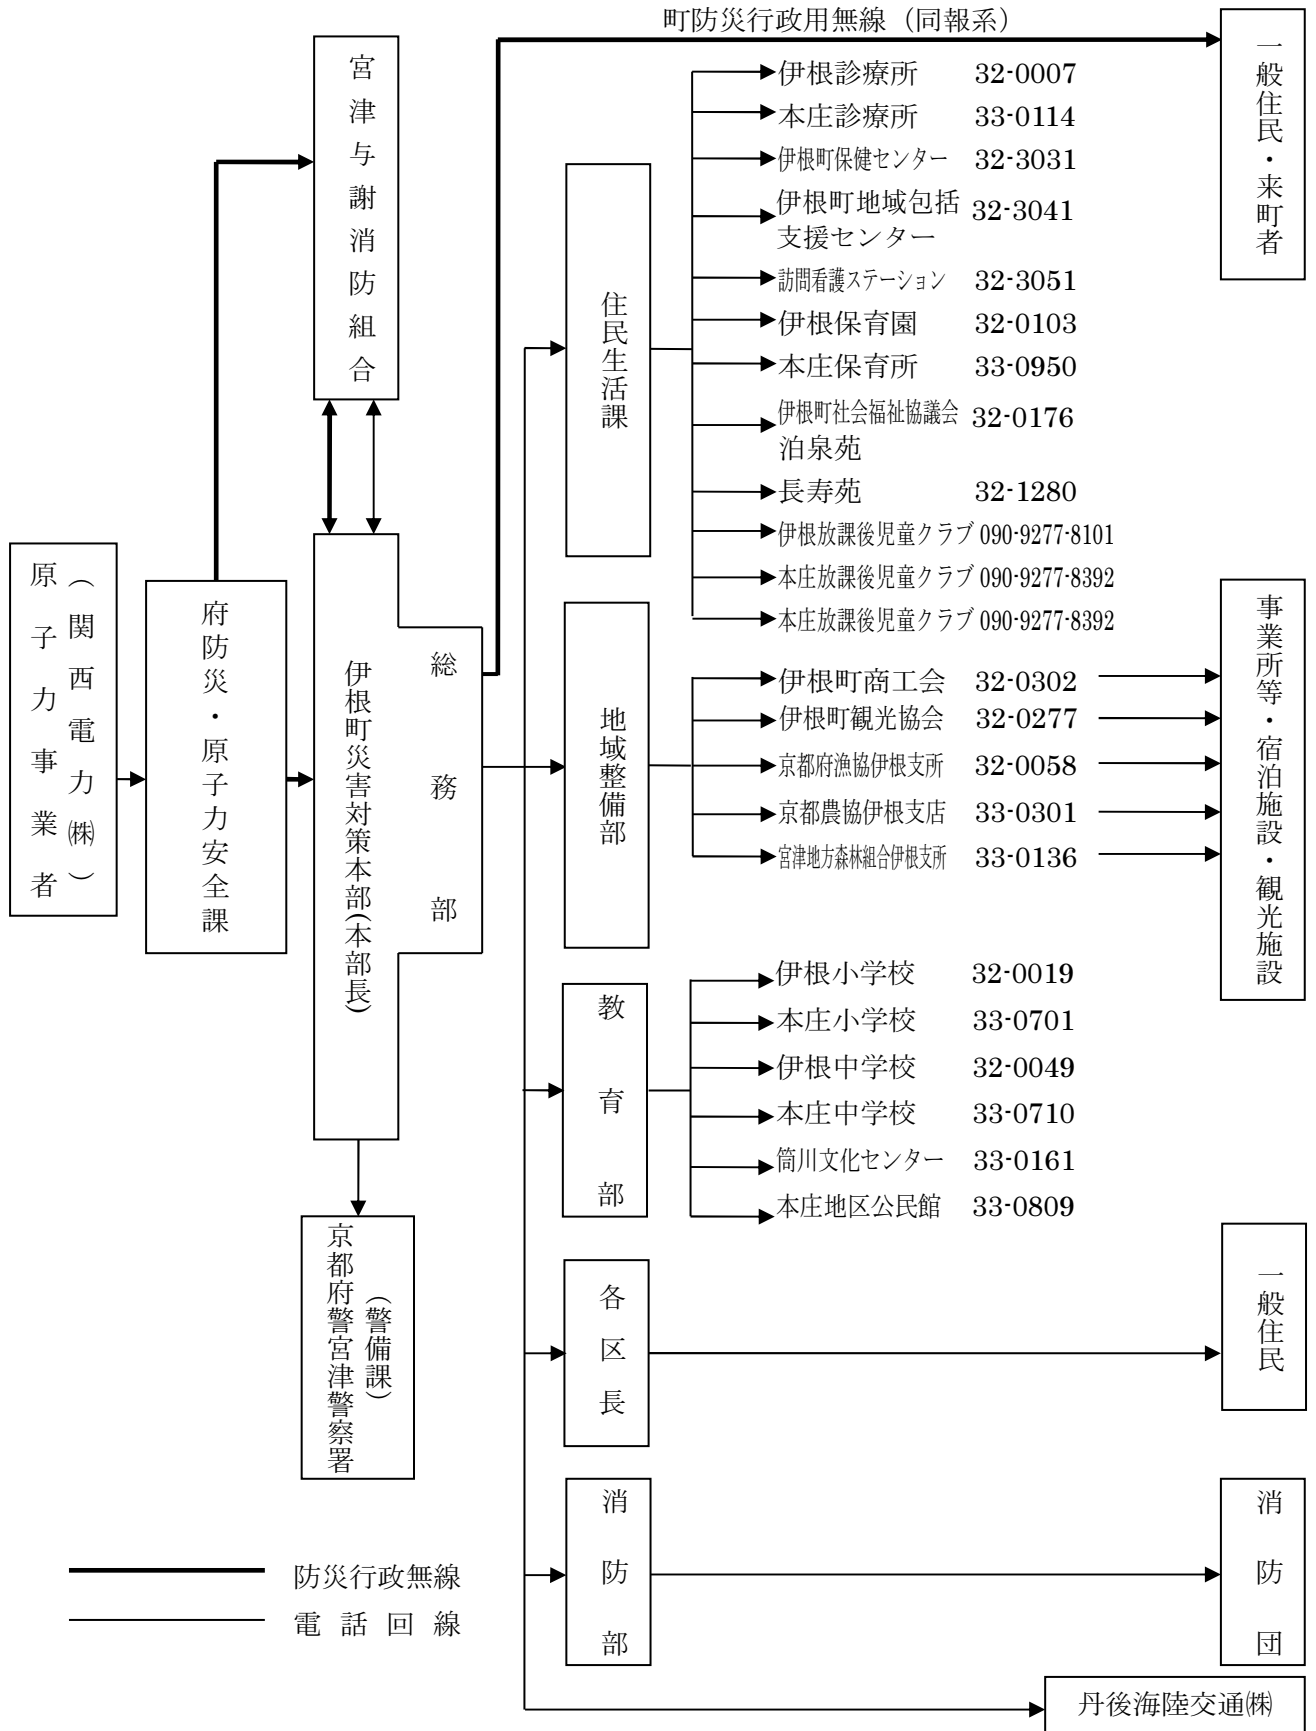 町防災行政用無線（同報系）
宮津与謝消防組合
一般住民・来町者
伊根診療所 32-0007
本庄診療所 33-0114
伊根町保健センター 32-3031
伊根町地域包括 32-3041
支援センター
訪問看護ステーション 32-3051
伊根保育園 32-0103
本庄保育所 33-0950
伊根町社会福祉協議会 32-0176
泊泉苑
長寿苑 32-1280
伊根放課後児童クラブ 090-9277-8101
本庄放課後児童クラブ 090-9277-8392
本庄放課後児童クラブ 090-9277-8392
住民生活課
原子力事業者
（関西電力㈱）
府防災・原子力安全課
伊根町災害対策本部(本部長)
総務部
地域整備部
伊根町商工会 32-0302
伊根町観光協会 32-0277
京都府漁協伊根支所 32-0058
京都農協伊根支店 33-0301
宮津地方森林組合伊根支所 33-0136
事業所等・宿泊施設・観光施設
教育部
伊根小学校 32-0019
本庄小学校 33-0701
伊根中学校 32-0049
本庄中学校 33-0710
筒川文化センター 33-0161
本庄地区公民館 33-0809
京都府警宮津警察署
（警備課）
各区長
一般住民
消防部
消防団
防災行政無線
電話回線
丹後海陸交通㈱